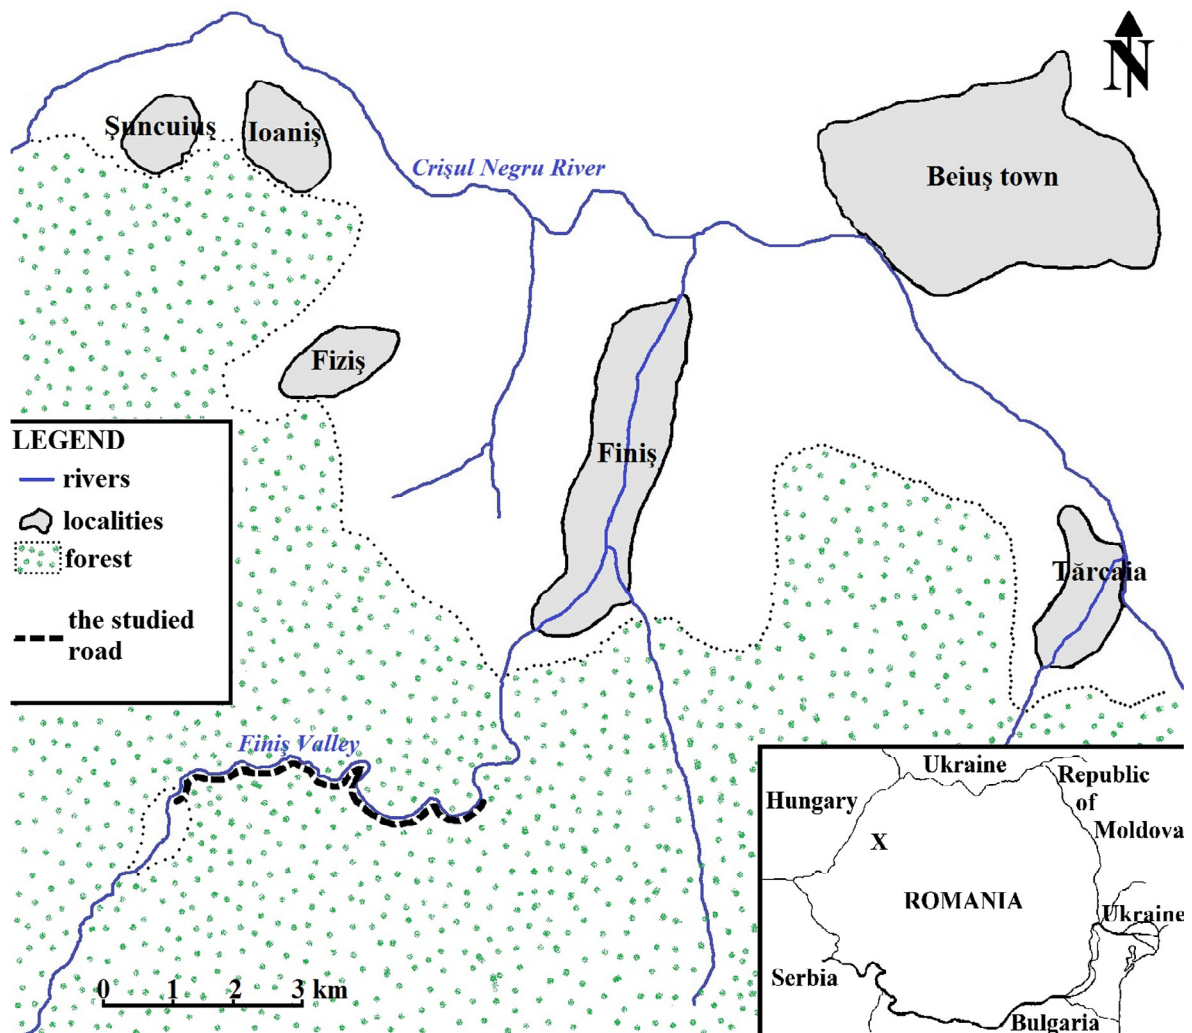 N
Şuncuiuş
Ioaniş
Crişul Negru River
Beiuş town
Fiziş
Finiş
Tărcaia
LEGEND
rivers
localities
forest
the studied
road
Finiş Valley
0 1 2 3 km
Ukraine
Republic
of
Moldova
Hungary
X
ROMANIA
Ukraine
Serbia
Bulgaria